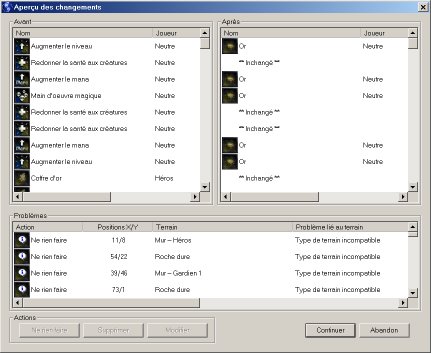 Aperçu des changements
Avant
Après
Nom Joueur
Nom Joueur
Augmenter le niveau Neutre
Or Neutre
Redonner la santé aux créatures Neutre
** Inchangé **
Augmenter le mana Neutre
Or Neutre
Main d'oeuvre magique Neutre
Or Neutre
Redonner la santé aux créatures Neutre
** Inchangé **
Redonner la santé aux créatures Neutre
** Inchangé **
Augmenter le mana Neutre
Or Neutre
Augmenter le niveau Neutre
Or Neutre
Coffre d'or Héros
** Inchangé **
Problèmes
Action Positions X/Y Terrain Problème lié au terrain
Ne rien faire 11/8 Mur – Héros Type de terrain incompatible
Ne rien faire 54/22 Roche dure Type de terrain incompatible
Ne rien faire 39/46 Mur – Gardien 1 Type de terrain incompatible
Ne rien faire 73/1 Roche dure Type de terrain incompatible
Actions
Ne rien faire Supprimer Modifier Continuer Abandon